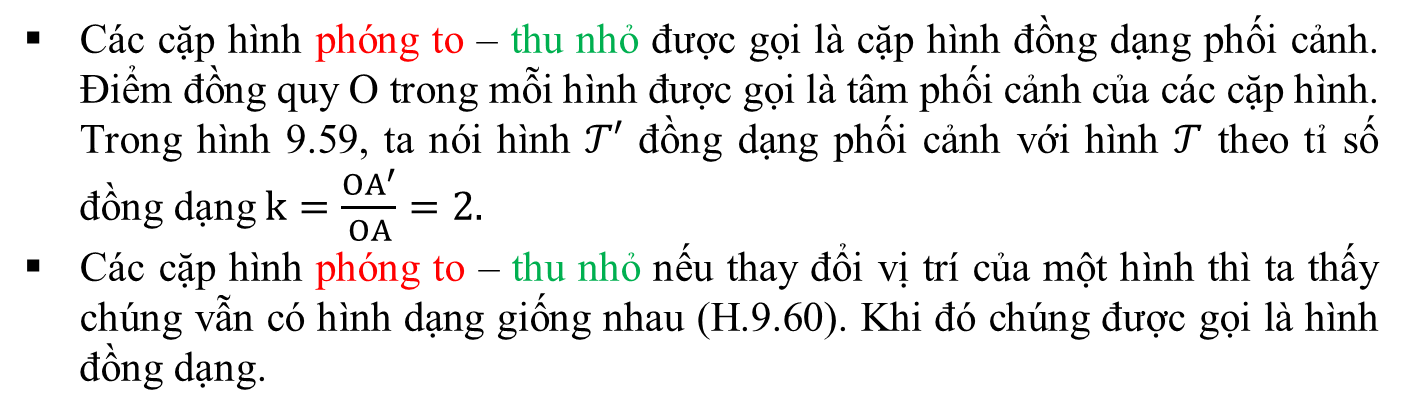 ▪ Các cặp hình phóng to – thu nhỏ được gọi là cặp hình đồng dạng phối cảnh.
Điểm đồng quy O trong mỗi hình được gọi là tâm phối cảnh của các cặp hình.
Trong hình 9.59, ta nói hình 𝒯′ đồng dạng phối cảnh với hình 𝒯 theo tỉ số
đồng dạng k = OA′/OA = 2.
▪ Các cặp hình phóng to – thu nhỏ nếu thay đổi vị trí của một hình thì ta thấy
chúng vẫn có hình dạng giống nhau (H.9.60). Khi đó chúng được gọi là hình
đồng dạng.